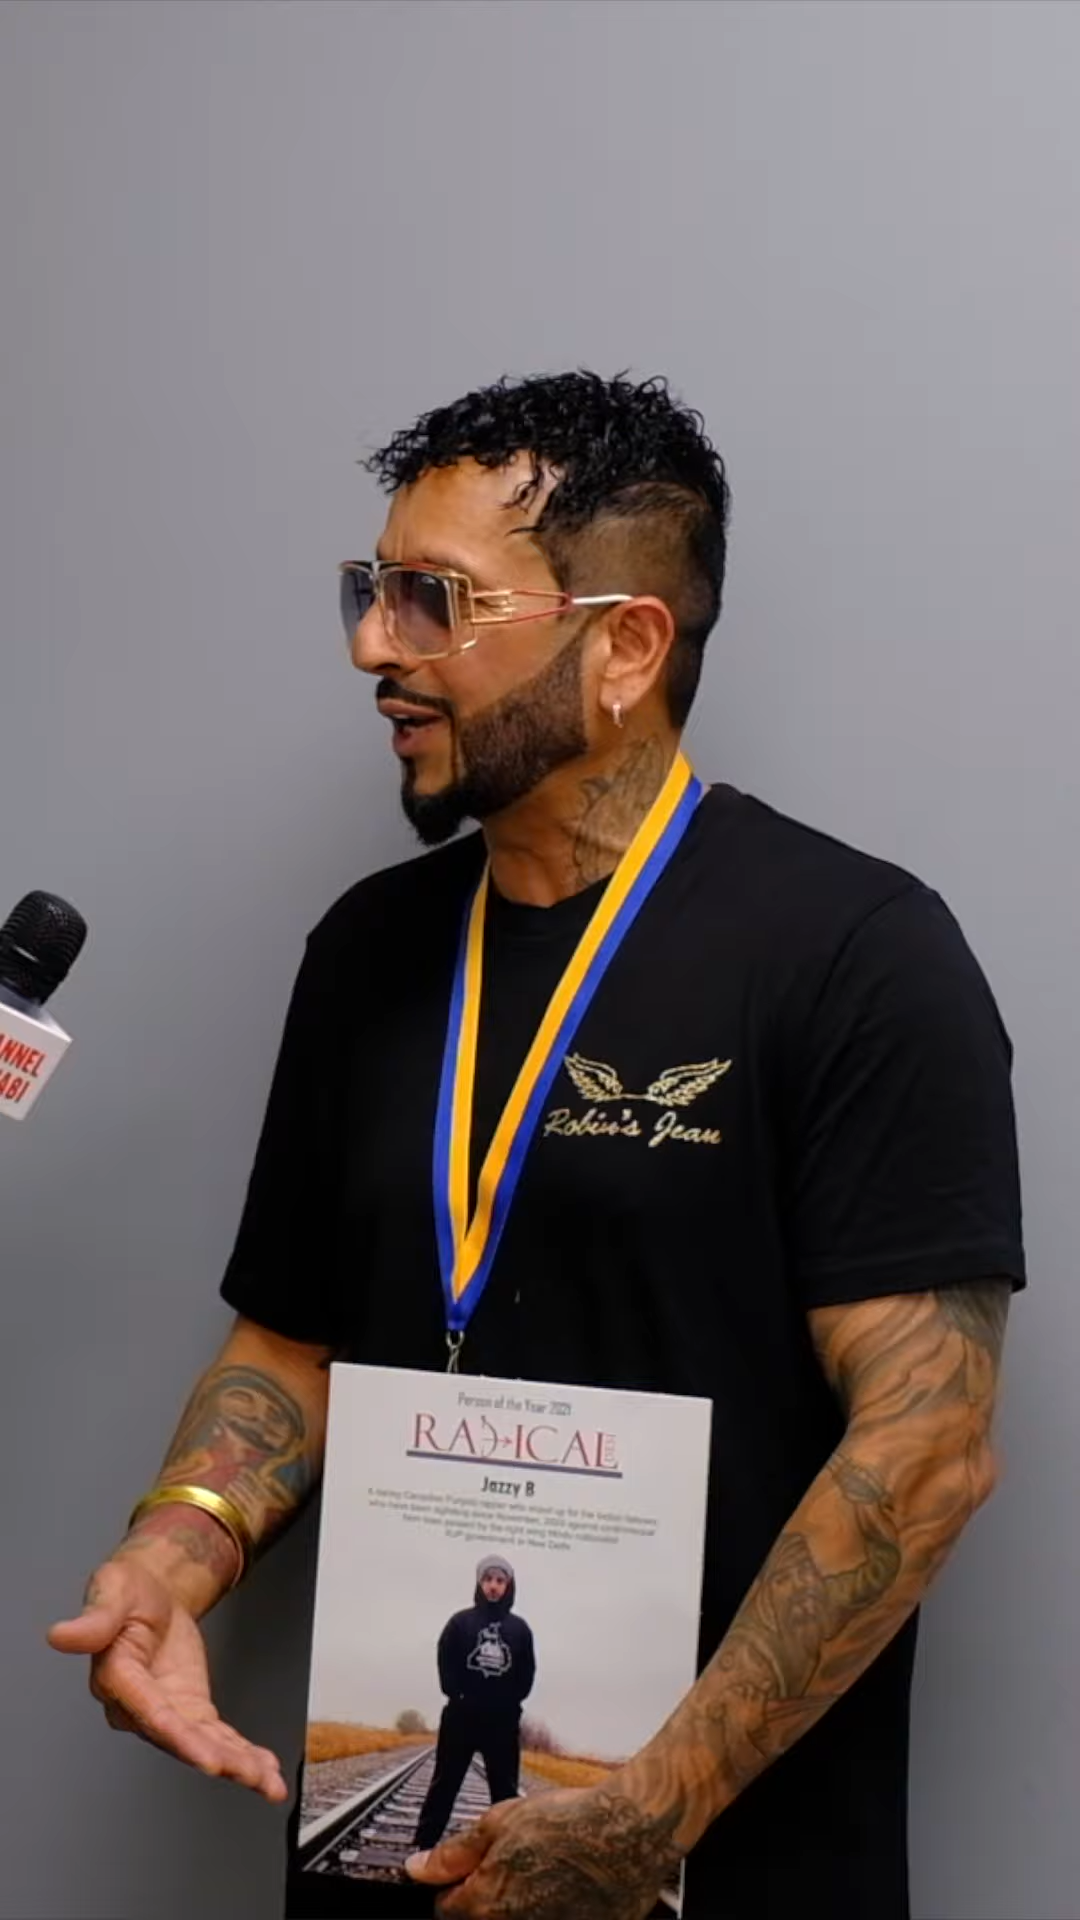 ANNEL
ABI
Robin's Jean
Person of the Year 2021
RADICAL
DESI
Jazzy B
A daring Canadian Punjabi rapper who stood up for the Indian farmers
who have been agitating since November, 2020 against controversial
farm laws passed by the right wing Hindu nationalist
BJP government in New Delhi